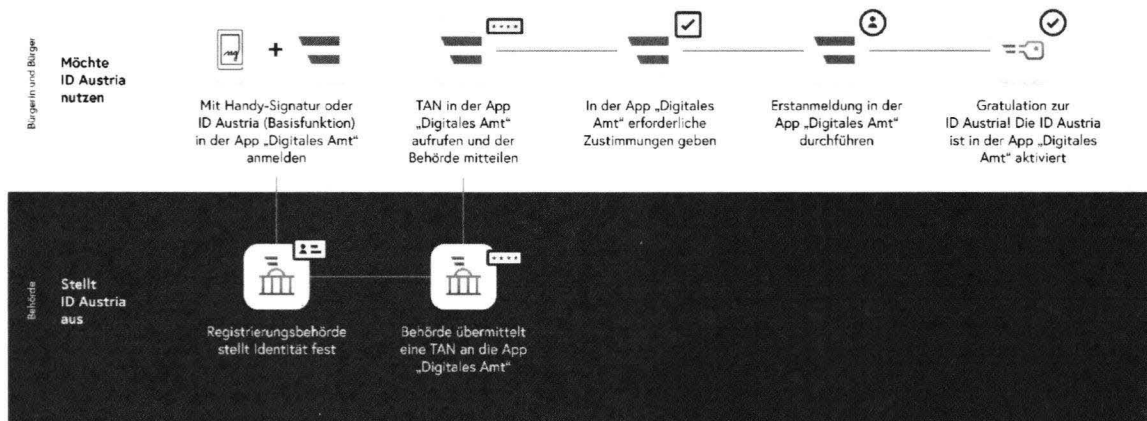 Bürgerin und Bürger
Möchte
ID Austria
nutzen
Mit Handy-Signatur oder
ID Austria (Basisfunktion)
in der App „Digitales Amt“
anmelden
TAN in der App
„Digitales Amt“
aufrufen und der
Behörde mitteilen
In der App „Digitales
Amt“ erforderliche
Zustimmungen geben
Erstanmeldung in der
App „Digitales Amt“
durchführen
Gratulation zur
ID Austria! Die ID Austria
ist in der App „Digitales
Amt“ aktiviert
Behörde
Stellt
ID Austria
aus
Registrierungsbehörde
stellt Identität fest
Behörde übermittelt
eine TAN an die App
„Digitales Amt“